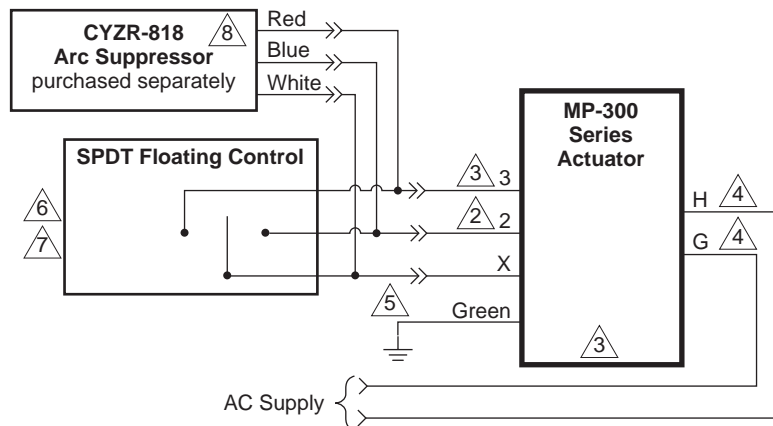 CYZR-818
8
Arc Suppressor
purchased separately
Red
Blue
White
SPDT Floating Control
6
7
MP-300
Series
Actuator
3 3
2 2
X
5
Green
3
H 4
G 4
AC Supply